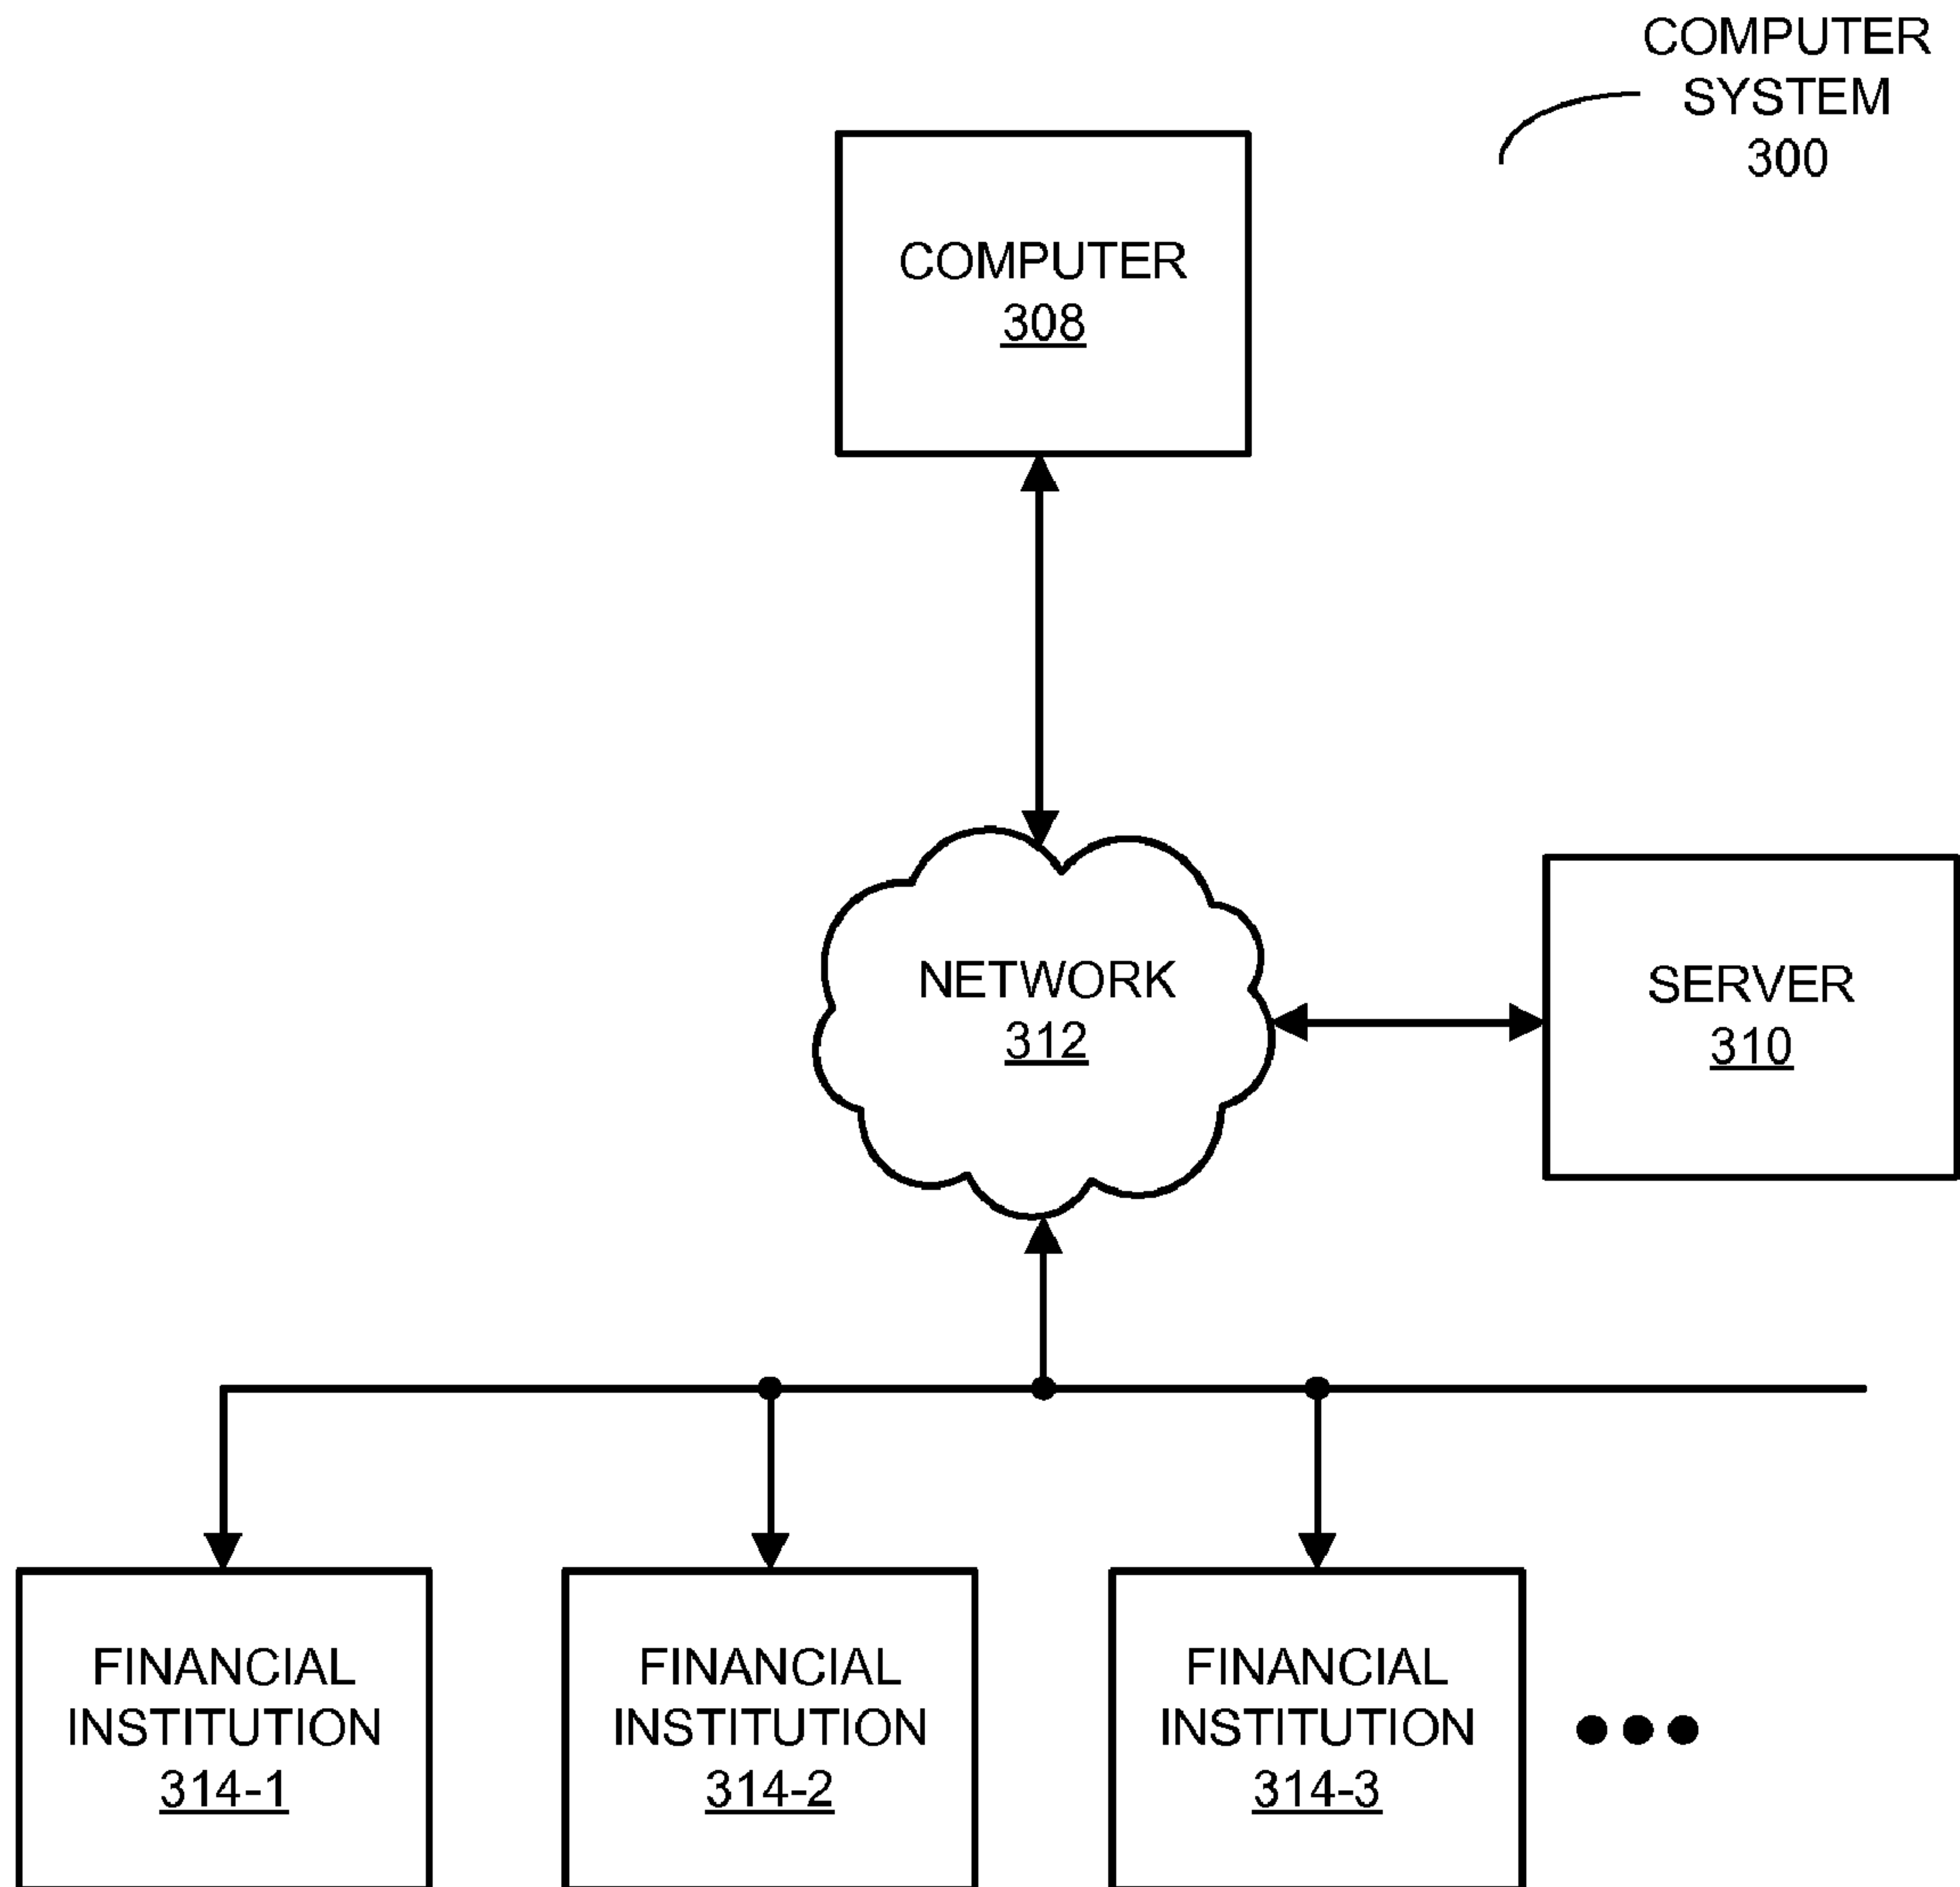 COMPUTER
SYSTEM
300
COMPUTER
308
NETWORK
312
SERVER
310
FINANCIAL
INSTITUTION
314-1
FINANCIAL
INSTITUTION
314-2
FINANCIAL
INSTITUTION
314-3